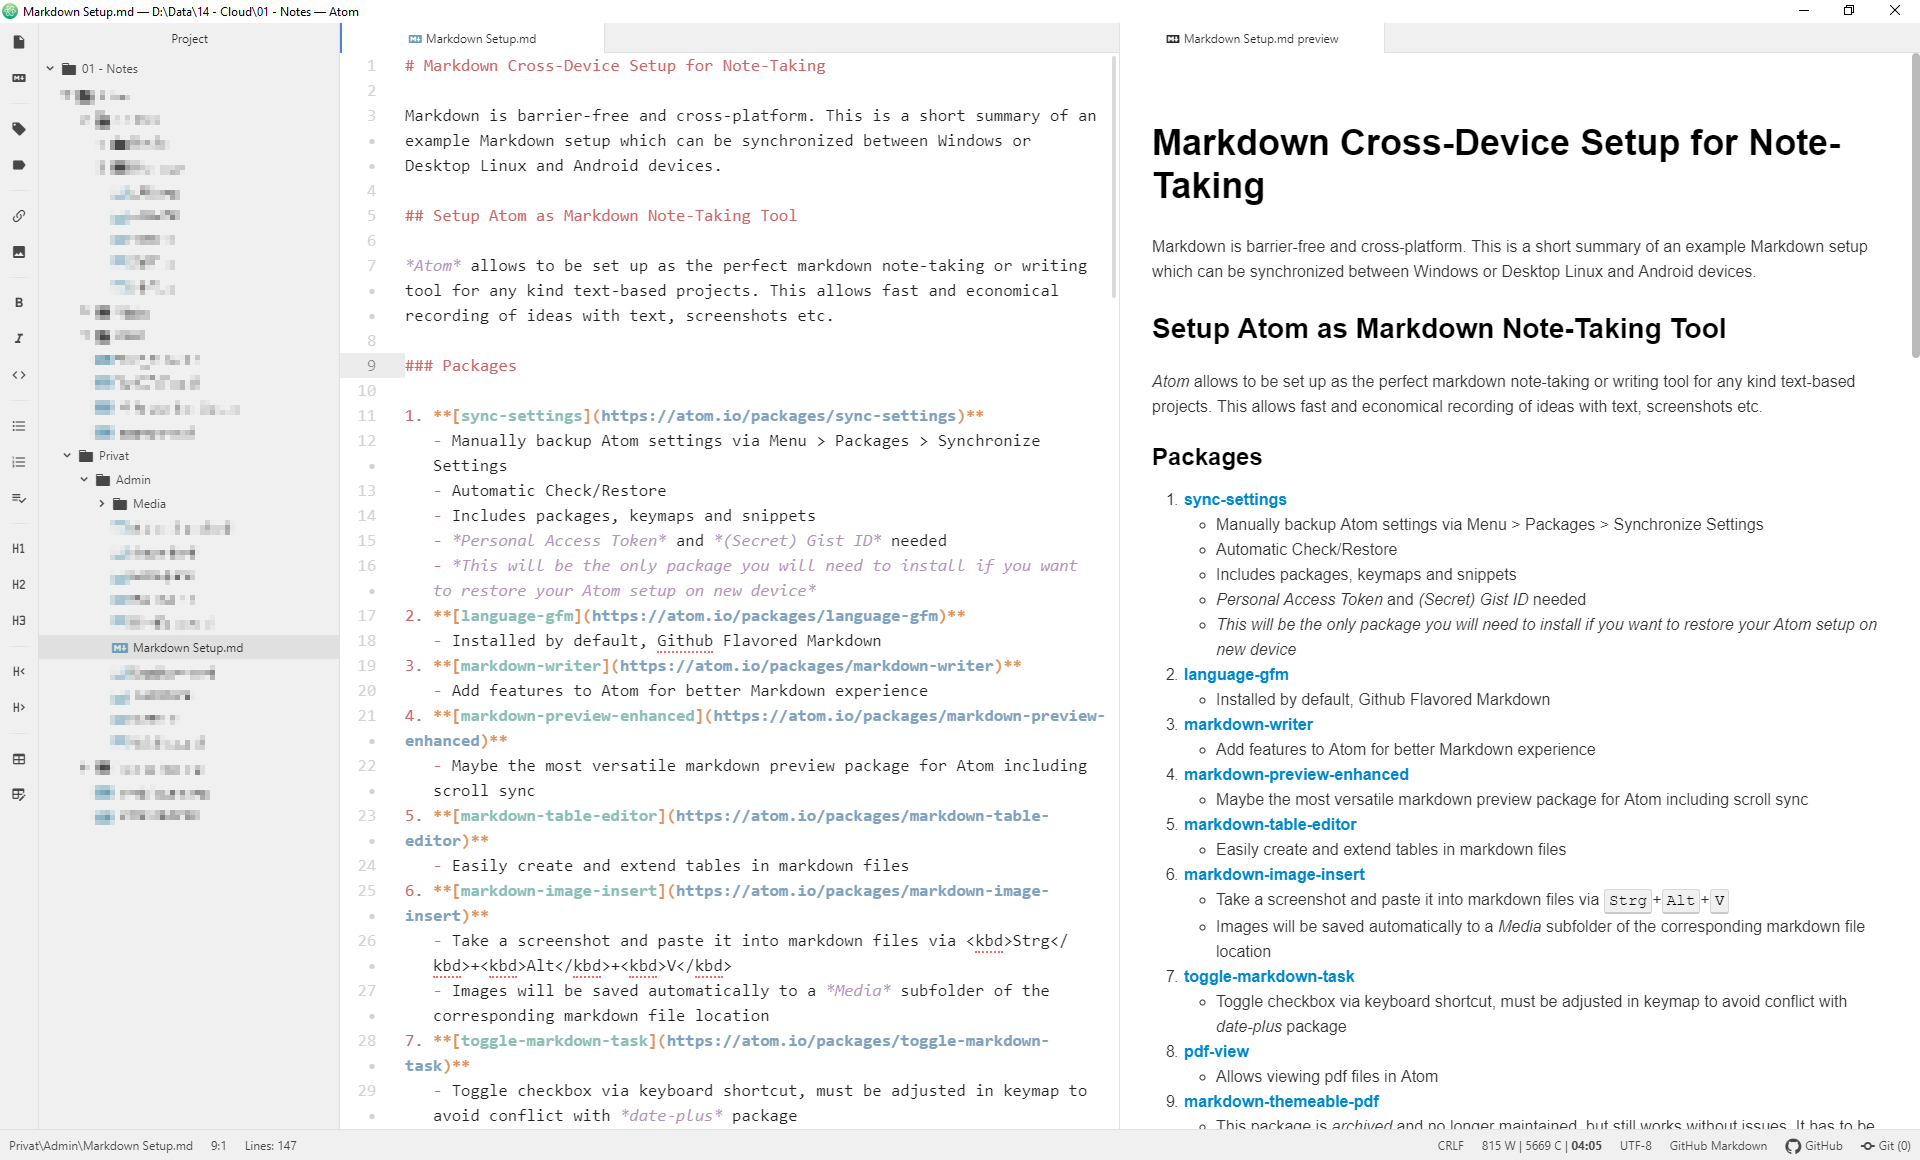 Markdown Setup.md — D:\Data\14 - Cloud\01 - Notes — Atom
Project
01 - Notes
Privat
Admin
Media
Markdown Setup.md
B
I
H1
H2
H3
H<
H>
Markdown Setup.md
1 # Markdown Cross-Device Setup for Note-Taking
2
3 Markdown is barrier-free and cross-platform. This is a short summary of an
example Markdown setup which can be synchronized between Windows or
Desktop Linux and Android devices.
4
5 ## Setup Atom as Markdown Note-Taking Tool
6
7 *Atom* allows to be set up as the perfect markdown note-taking or writing
tool for any kind text-based projects. This allows fast and economical
recording of ideas with text, screenshots etc.
8
9 ### Packages
10
11 1. **[sync-settings](https://atom.io/packages/sync-settings)**
12 - Manually backup Atom settings via Menu > Packages > Synchronize
Settings
13 - Automatic Check/Restore
14 - Includes packages, keymaps and snippets
15 - *Personal Access Token* and *(Secret) Gist ID* needed
16 - *This will be the only package you will need to install if you want
to restore your Atom setup on new device*
17 2. **[language-gfm](https://atom.io/packages/language-gfm)**
18 - Installed by default, Github Flavored Markdown
19 3. **[markdown-writer](https://atom.io/packages/markdown-writer)**
20 - Add features to Atom for better Markdown experience
21 4. **[markdown-preview-enhanced](https://atom.io/packages/markdown-preview-
enhanced)**
22 - Maybe the most versatile markdown preview package for Atom including
scroll sync
23 5. **[markdown-table-editor](https://atom.io/packages/markdown-table-
editor)**
24 - Easily create and extend tables in markdown files
25 6. **[markdown-image-insert](https://atom.io/packages/markdown-image-
insert)**
26 - Take a screenshot and paste it into markdown files via <kbd>Strg</
kbd>+<kbd>Alt</kbd>+<kbd>V</kbd>
27 - Images will be saved automatically to a *Media* subfolder of the
corresponding markdown file location
28 7. **[toggle-markdown-task](https://atom.io/packages/toggle-markdown-
task)**
29 - Toggle checkbox via keyboard shortcut, must be adjusted in keymap to
avoid conflict with *date-plus* package
Markdown Setup.md preview
Markdown Cross-Device Setup for Note-
Taking
Markdown is barrier-free and cross-platform. This is a short summary of an example Markdown setup
which can be synchronized between Windows or Desktop Linux and Android devices.
Setup Atom as Markdown Note-Taking Tool
Atom allows to be set up as the perfect markdown note-taking or writing tool for any kind text-based
projects. This allows fast and economical recording of ideas with text, screenshots etc.
Packages
1. sync-settings
Manually backup Atom settings via Menu > Packages > Synchronize Settings
Automatic Check/Restore
Includes packages, keymaps and snippets
Personal Access Token and (Secret) Gist ID needed
This will be the only package you will need to install if you want to restore your Atom setup on
new device
2. language-gfm
Installed by default, Github Flavored Markdown
3. markdown-writer
Add features to Atom for better Markdown experience
4. markdown-preview-enhanced
Maybe the most versatile markdown preview package for Atom including scroll sync
5. markdown-table-editor
Easily create and extend tables in markdown files
6. markdown-image-insert
Take a screenshot and paste it into markdown files via Strg+Alt+V
Images will be saved automatically to a Media subfolder of the corresponding markdown file
location
7. toggle-markdown-task
Toggle checkbox via keyboard shortcut, must be adjusted in keymap to avoid conflict with
date-plus package
8. pdf-view
Allows viewing pdf files in Atom
9. markdown-themeable-pdf
This package is archived and no longer maintained, but still works without issues. It has to be
Privat\Admin\Markdown Setup.md 9:1 Lines: 147
CRLF 815 W | 5669 C | 04:05 UTF-8 GitHub Markdown GitHub Git (0)